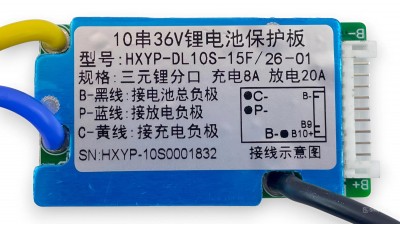 10串36V锂电池保护板
型号:HXYP-DL10S-15F/26-01
规格:三元锂分口 充电8A 放电20A
B-黑线:接电池总负极
P-蓝线:接放电负极
C-黄线:接充电负极
C-
P-
B-
B-
B9
B10+
SN:HXYP-10S0001832
接线示意图
B-
B+